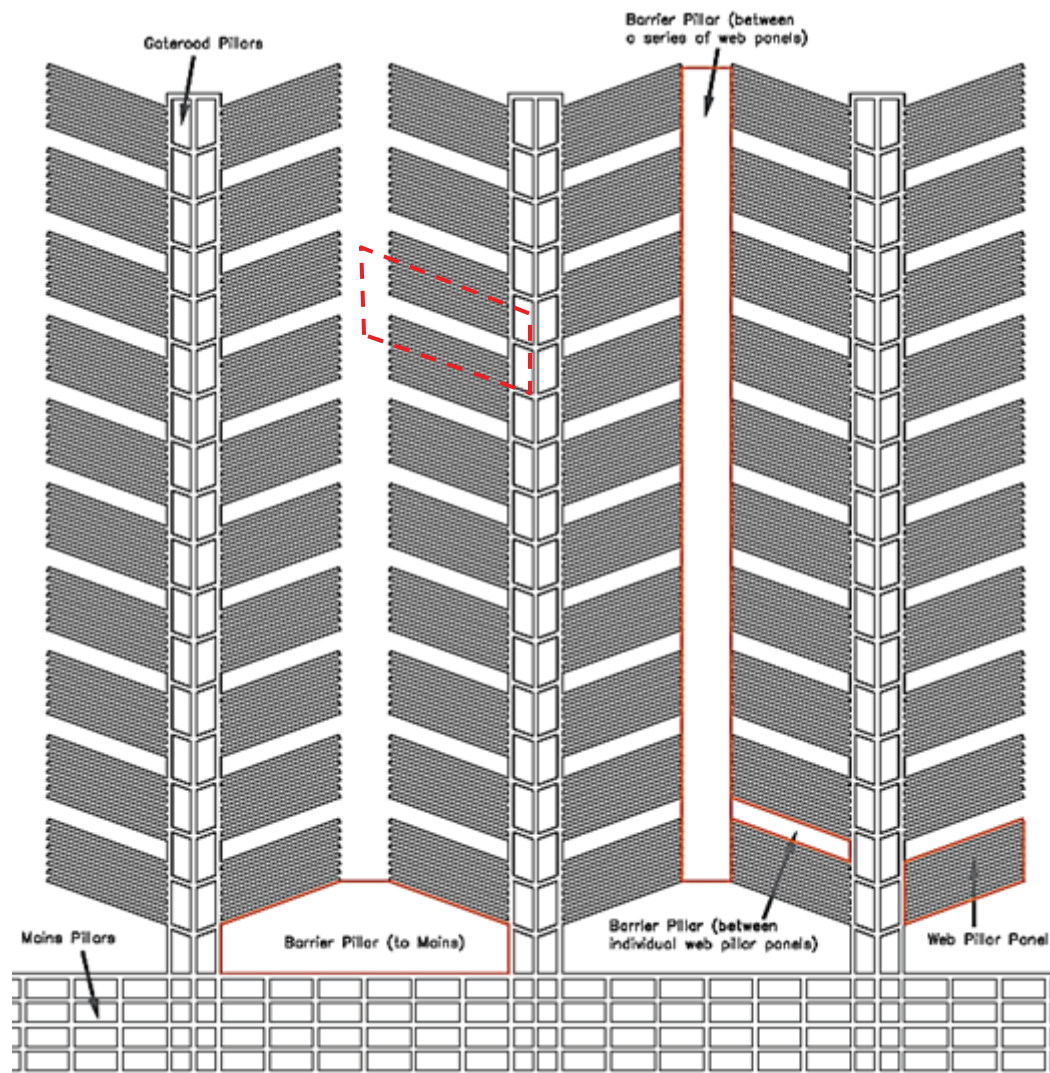 Barrier Pillar (between
a series of web panels)
Gateroad Pillars
Mains Pillars
Barrier Pillar (to Mains)
Barrier Pillar (between
individual web pillar panels)
Web Pillar Panel